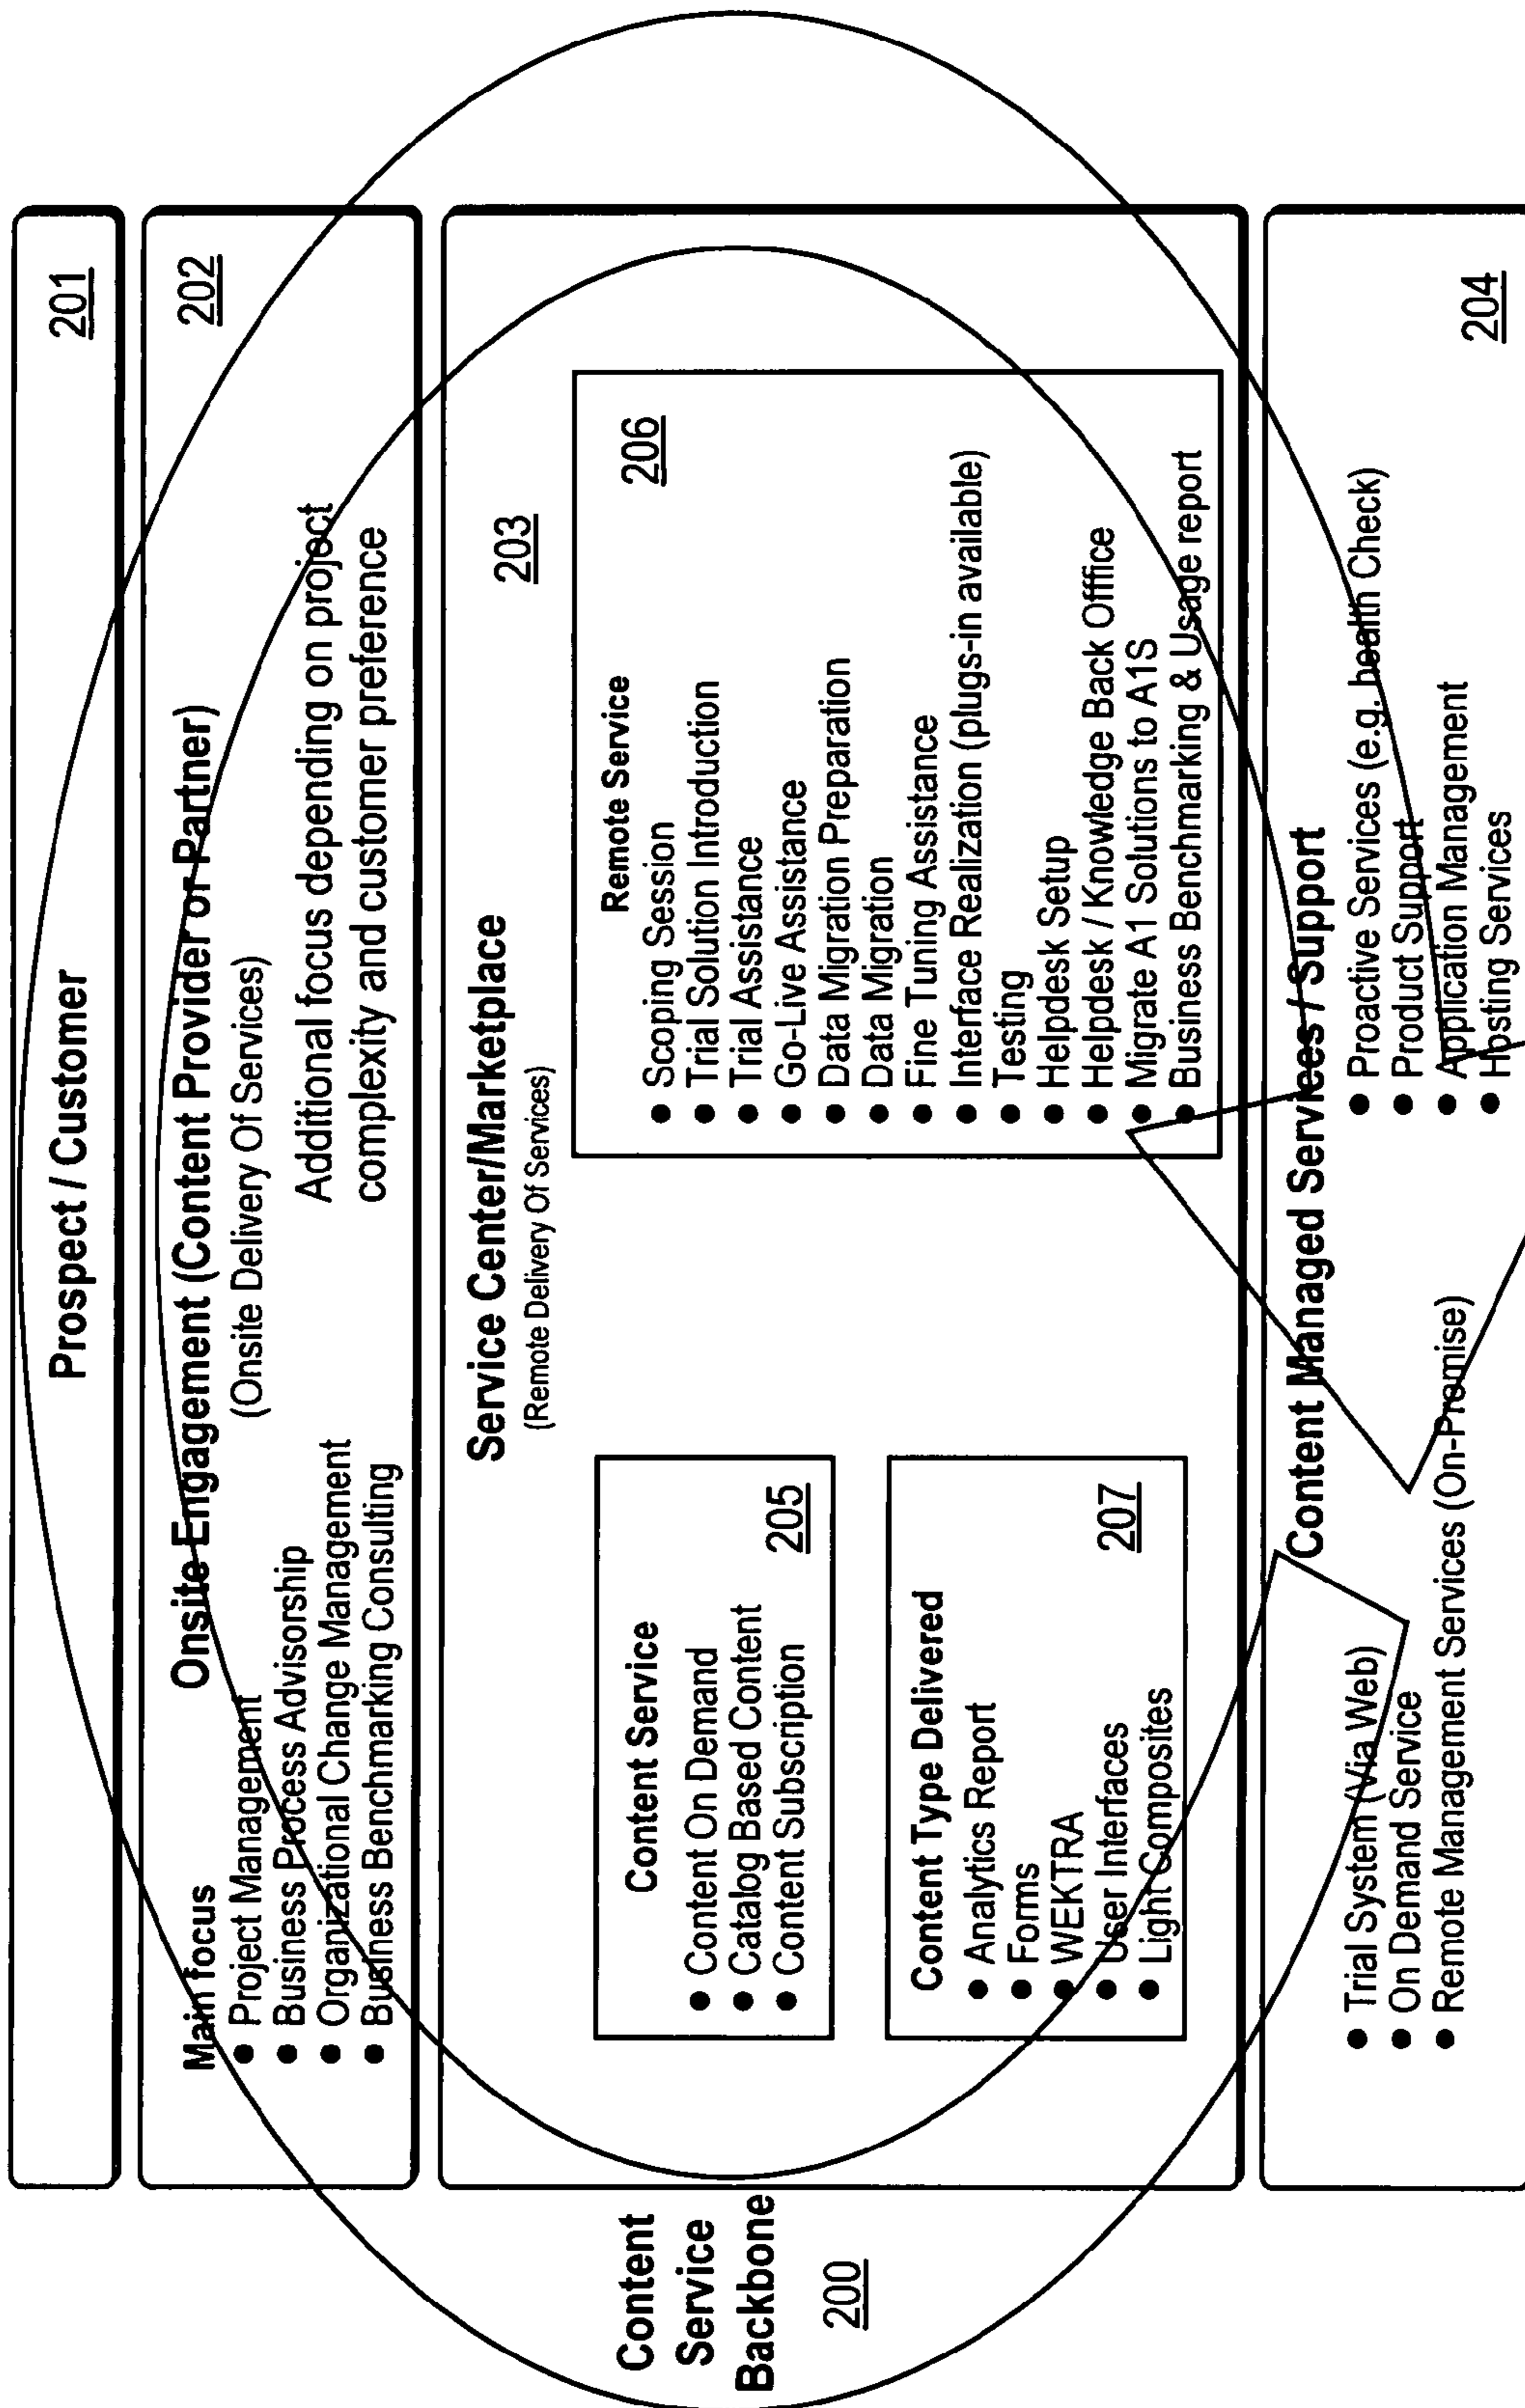 Prospect / Customer
201
Onsite Engagement (Content Provider or Partner)
(Onsite Delivery Of Services)
202
Main focus
● Project Management
● Business Process Advisorship
● Organizational Change Management
● Business Benchmarking Consulting
Additional focus depending on project
complexity and customer preference
Content
Service
Backbone
200
Service Center/Marketplace
(Remote Delivery Of Services)
203
Content Service
● Content On Demand
● Catalog Based Content
● Content Subscription
205
Content Type Delivered
● Analytics Report
● Forms
● WEKTRA
● User Interfaces
● Light Composites
207
Remote Service
206
● Scoping Session
● Trial Solution Introduction
● Trial Assistance
● Go-Live Assistance
● Data Migration Preparation
● Data Migration
● Fine Tuning Assistance
● Interface Realization (plugs-in available)
● Testing
● Helpdesk Setup
● Helpdesk / Knowledge Back Offfice
● Migrate A1 Solutions to A1S
● Business Benchmarking & Usage report
Content Managed Services / Support
● Trial System (Via Web)
● On Demand Service
● Remote Management Services (On-Premise)
● Proactive Services (e.g. health Check)
● Product Support
● Application Management
● Hosting Services
204